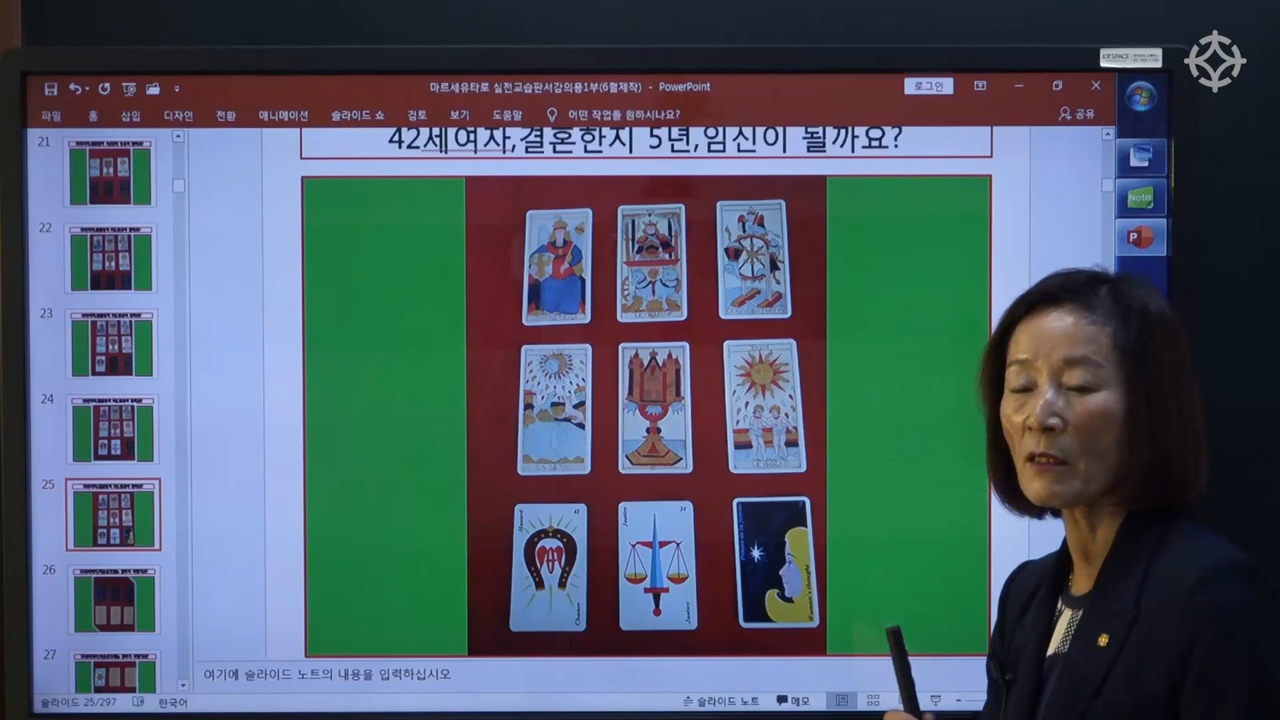 마르세유타로 실전교습판서강의용1부(6월제작) - PowerPoint
로그인
파일 홈 삽입 디자인 전환 애니메이션 슬라이드 쇼 검토 보기 도움말 어떤 작업을 원하시나요? 공유
42세여자,결혼한지 5년,임신이 될까요?
21
22
23
24
25
26
27
Note
P
Justice
Justice
여기에 슬라이드 노트의 내용을 입력하십시오
슬라이드 25/297 한국어 슬라이드 노트 메모